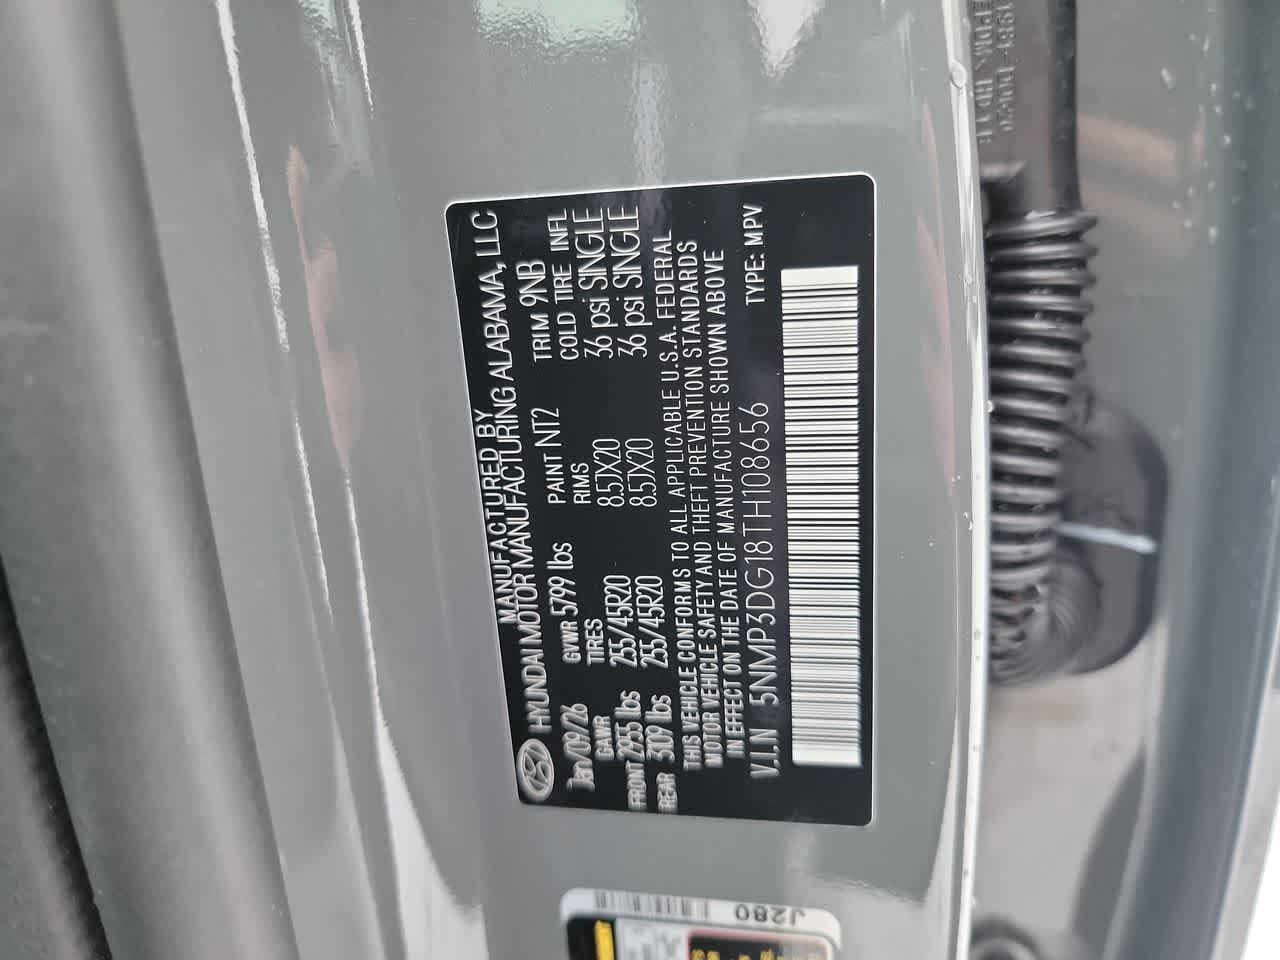 MANUFACTURED BY
HYUNDAI MOTOR MANUFACTURING ALABAMA, LLC
Jan/09/26 GVWR 5799 lbs PAINT NT2 TRIM 9NB
GAWR TIRES RIMS COLD TIRE INFL
FRONT 2955 lbs 255/45R20 8.5JX20 36 psi SINGLE
REAR 3109 lbs 255/45R20 8.5JX20 36 psi SINGLE
THIS VEHICLE CONFORMS TO ALL APPLICABLE U.S.A. FEDERAL
MOTOR VEHICLE SAFETY AND THEFT PREVENTION STANDARDS
IN EFFECT ON THE DATE OF MANUFACTURE SHOWN ABOVE
V.I.N 5NMP3DG18TH108656 TYPE: MPV
J280